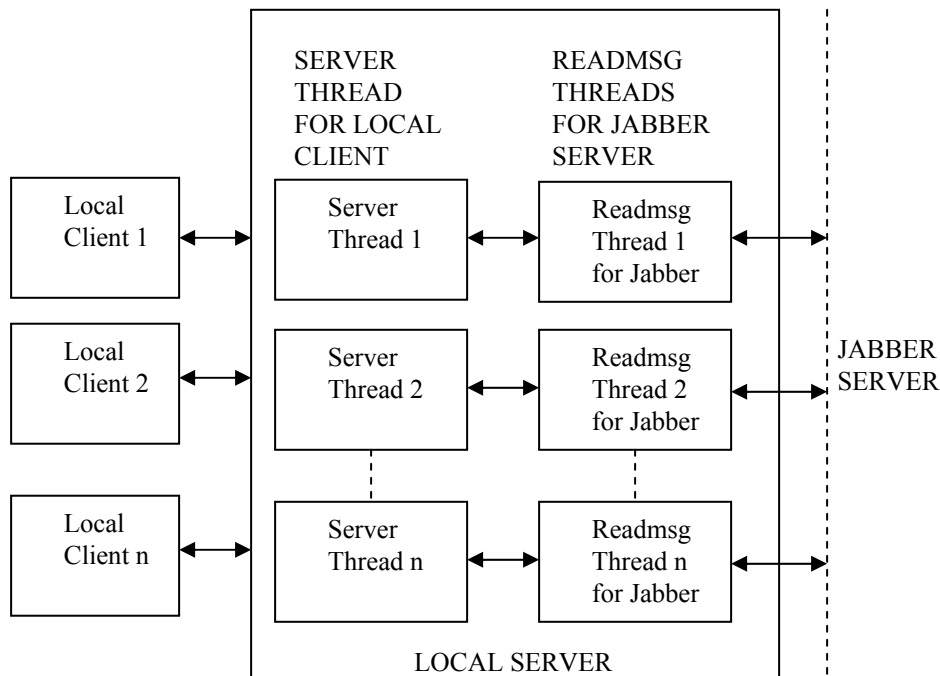 SERVER
THREAD
FOR LOCAL
CLIENT
READMSG
THREADS
FOR JABBER
SERVER
Local
Client 1
Server
Thread 1
Readmsg
Thread 1
for Jabber
Local
Client 2
Server
Thread 2
Readmsg
Thread 2
for Jabber
JABBER
SERVER
Local
Client n
Server
Thread n
Readmsg
Thread n
for Jabber
LOCAL SERVER